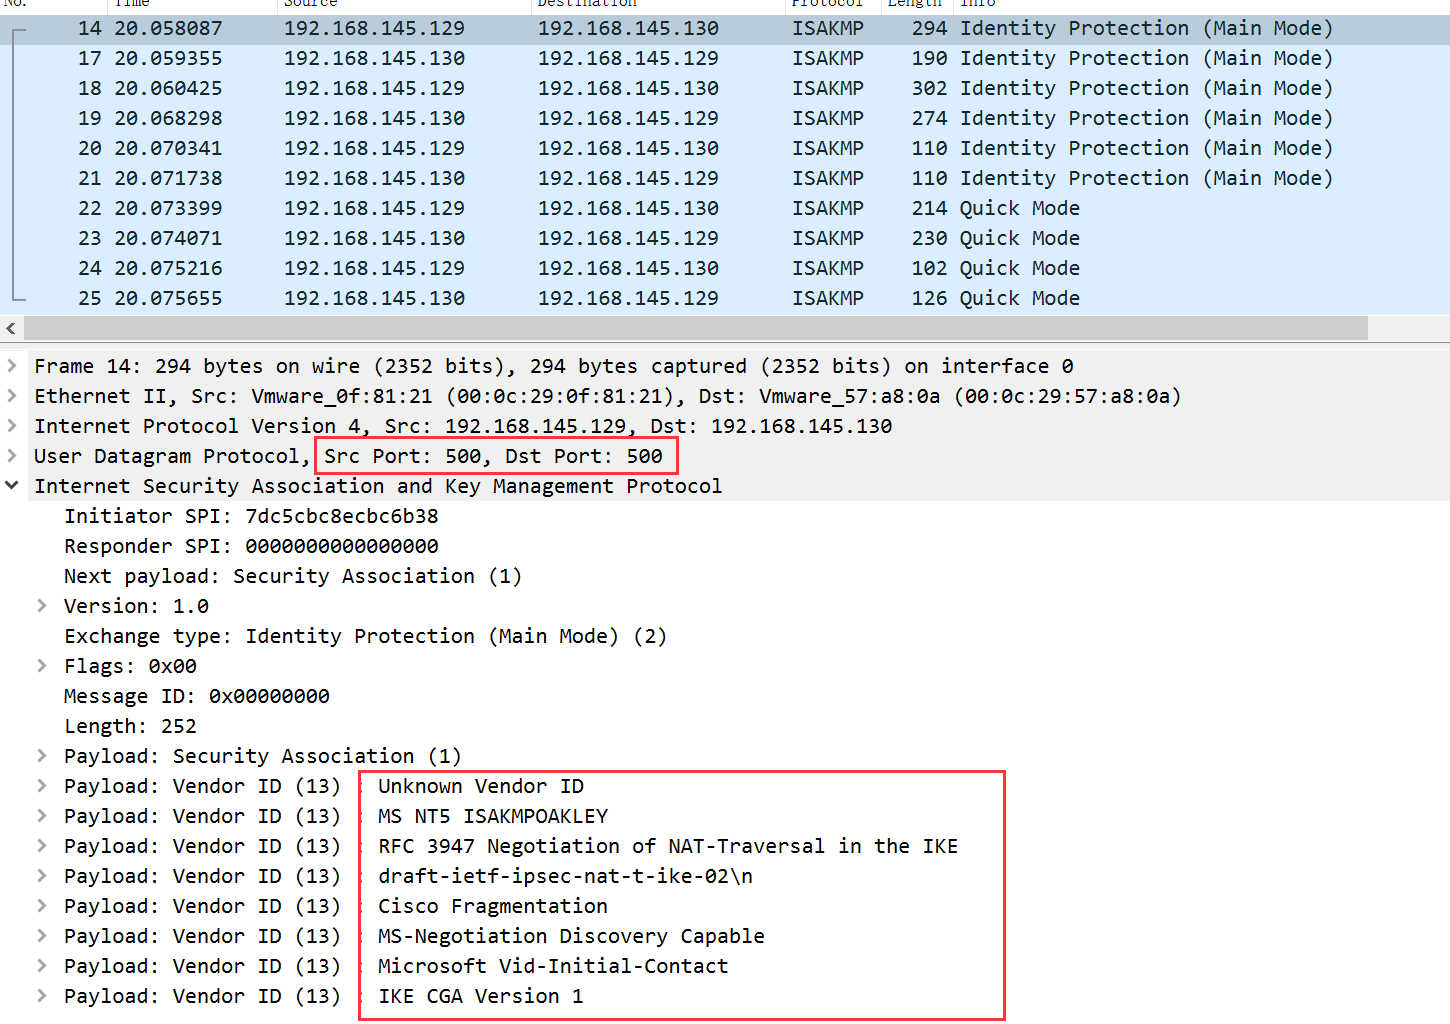 No. Time Source Destination Protocol Length Info
14 20.058087 192.168.145.129 192.168.145.130 ISAKMP 294 Identity Protection (Main Mode)
17 20.059355 192.168.145.130 192.168.145.129 ISAKMP 190 Identity Protection (Main Mode)
18 20.060425 192.168.145.129 192.168.145.130 ISAKMP 302 Identity Protection (Main Mode)
19 20.068298 192.168.145.130 192.168.145.129 ISAKMP 274 Identity Protection (Main Mode)
20 20.070341 192.168.145.129 192.168.145.130 ISAKMP 110 Identity Protection (Main Mode)
21 20.071738 192.168.145.130 192.168.145.129 ISAKMP 110 Identity Protection (Main Mode)
22 20.073399 192.168.145.129 192.168.145.130 ISAKMP 214 Quick Mode
23 20.074071 192.168.145.130 192.168.145.129 ISAKMP 230 Quick Mode
24 20.075216 192.168.145.129 192.168.145.130 ISAKMP 102 Quick Mode
25 20.075655 192.168.145.130 192.168.145.129 ISAKMP 126 Quick Mode
Frame 14: 294 bytes on wire (2352 bits), 294 bytes captured (2352 bits) on interface 0
Ethernet II, Src: Vmware_0f:81:21 (00:0c:29:0f:81:21), Dst: Vmware_57:a8:0a (00:0c:29:57:a8:0a)
Internet Protocol Version 4, Src: 192.168.145.129, Dst: 192.168.145.130
User Datagram Protocol, Src Port: 500, Dst Port: 500
Internet Security Association and Key Management Protocol
Initiator SPI: 7dc5cbc8ecbc6b38
Responder SPI: 0000000000000000
Next payload: Security Association (1)
Version: 1.0
Exchange type: Identity Protection (Main Mode) (2)
Flags: 0x00
Message ID: 0x00000000
Length: 252
Payload: Security Association (1)
Payload: Vendor ID (13) : Unknown Vendor ID
Payload: Vendor ID (13) : MS NT5 ISAKMPOAKLEY
Payload: Vendor ID (13) : RFC 3947 Negotiation of NAT-Traversal in the IKE
Payload: Vendor ID (13) : draft-ietf-ipsec-nat-t-ike-02\n
Payload: Vendor ID (13) : Cisco Fragmentation
Payload: Vendor ID (13) : MS-Negotiation Discovery Capable
Payload: Vendor ID (13) : Microsoft Vid-Initial-Contact
Payload: Vendor ID (13) : IKE CGA Version 1